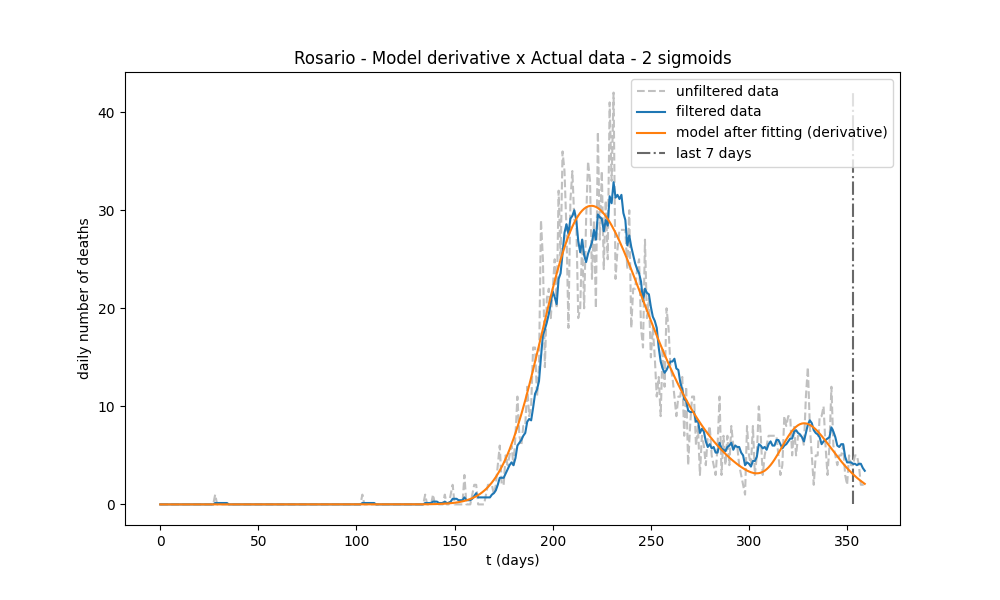 Rosario - Model derivative x Actual data - 2 sigmoids
unfiltered data
filtered data
model after fitting (derivative)
last 7 days
daily number of deaths
40
30
20
10
0
0 50 100 150 200 250 300 350
t (days)